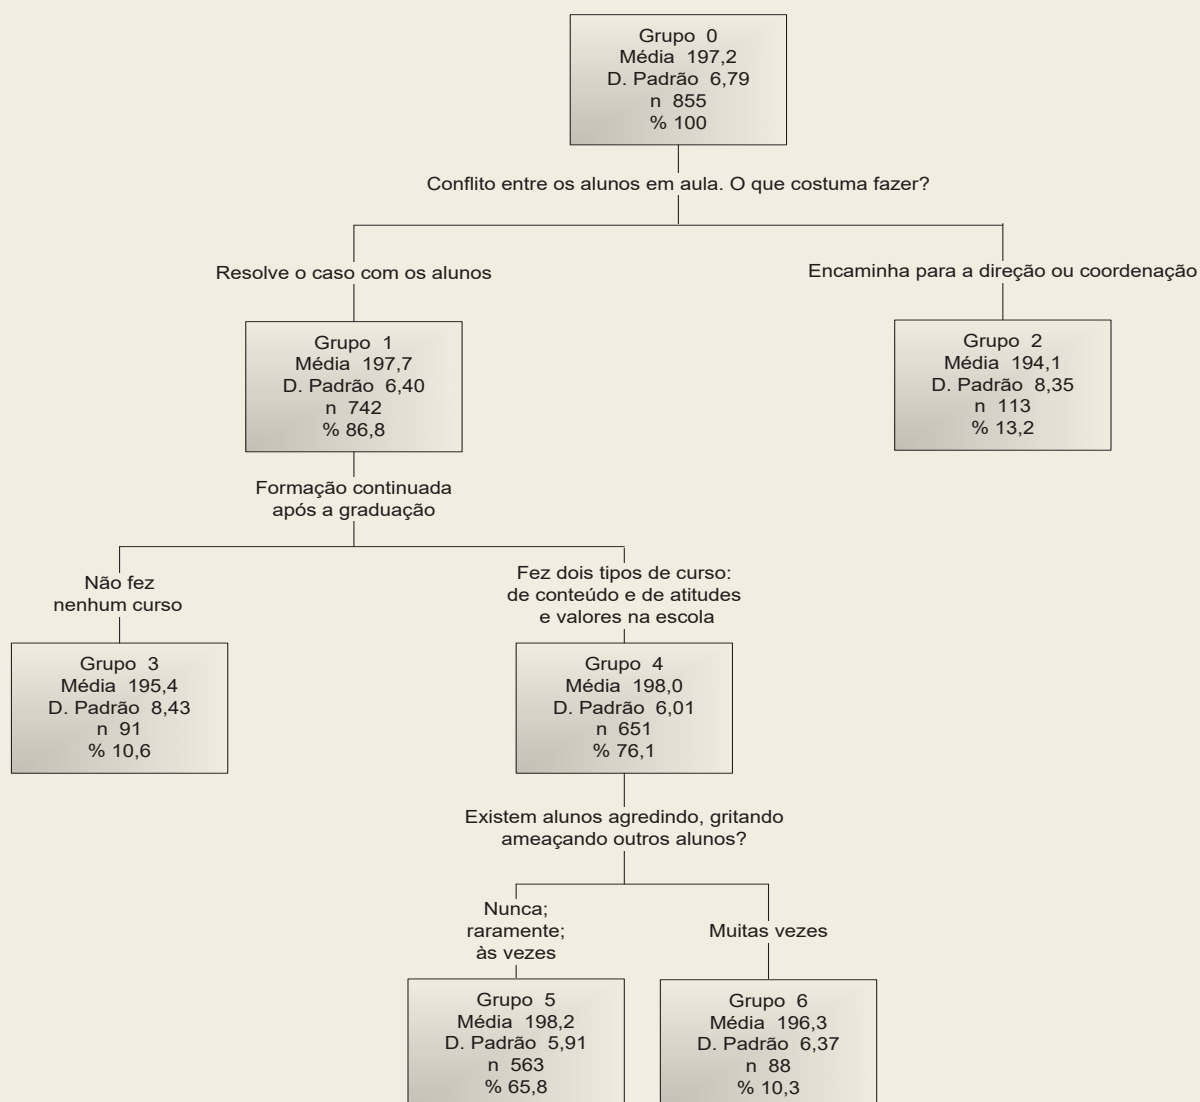 Grupo 0
Média 197,2
D. Padrão 6,79
n 855
% 100
Conflito entre os alunos em aula. O que costuma fazer?
Resolve o caso com os alunos
Encaminha para a direção ou coordenação
Grupo 1
Média 197,7
D. Padrão 6,40
n 742
% 86,8
Grupo 2
Média 194,1
D. Padrão 8,35
n 113
% 13,2
Formação continuada
após a graduação
Não fez
nenhum curso
Fez dois tipos de curso:
de conteúdo e de atitudes
e valores na escola
Grupo 3
Média 195,4
D. Padrão 8,43
n 91
% 10,6
Grupo 4
Média 198,0
D. Padrão 6,01
n 651
% 76,1
Existem alunos agredindo, gritando
ameaçando outros alunos?
Nunca;
raramente;
às vezes
Muitas vezes
Grupo 5
Média 198,2
D. Padrão 5,91
n 563
% 65,8
Grupo 6
Média 196,3
D. Padrão 6,37
n 88
% 10,3